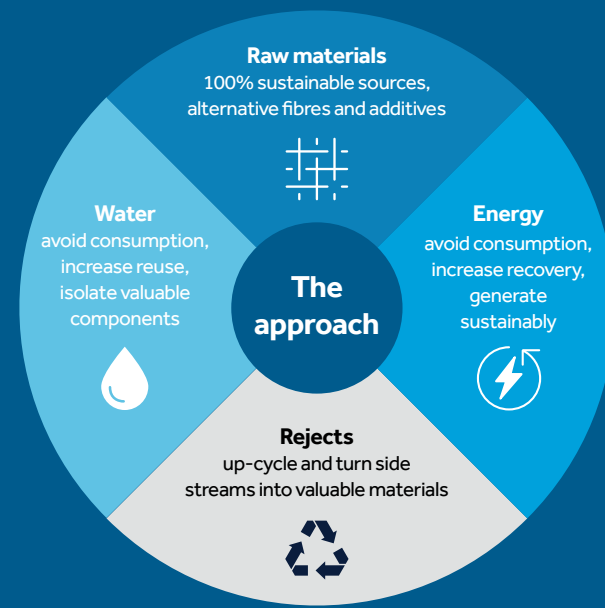 Raw materials
100% sustainable sources,
alternative fibres and additives
Water
avoid consumption,
increase reuse,
isolate valuable
components
The
approach
Energy
avoid consumption,
increase recovery,
generate
sustainably
Rejects
up-cycle and turn side
streams into valuable materials